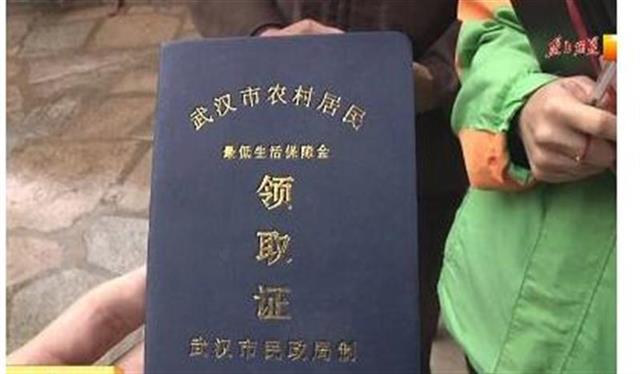 武汉市农村居民
最低生活保障金
领
取
证
武汉市民政局制